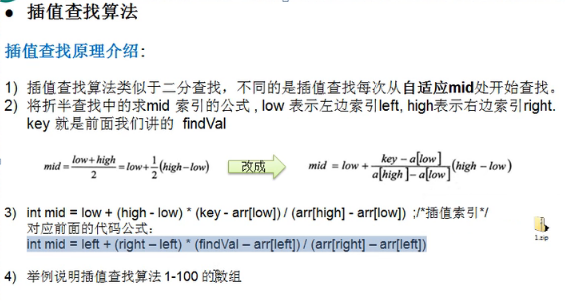 ● 插值查找算法
插值查找原理介绍:
1) 插值查找算法类似于二分查找，不同的是插值查找每次从自适应mid处开始查找。
2) 将折半查找中的求mid 索引的公式 , low 表示左边索引left, high表示右边索引right.
key 就是前面我们讲的 findVal
mid = \frac{low+high}{2} = low + \frac{1}{2}(high-low) 改成 mid = low + \frac{key - a[low]}{a[high] - a[low]}(high - low)
3) int mid = low + (high - low) * (key - arr[low]) / (arr[high] - arr[low]) ;/*插值索引*/
对应前面的代码公式：
int mid = left + (right – left) * (findVal – arr[left]) / (arr[right] – arr[left])
1.zip
4) 举例说明插值查找算法 1-100 的数组